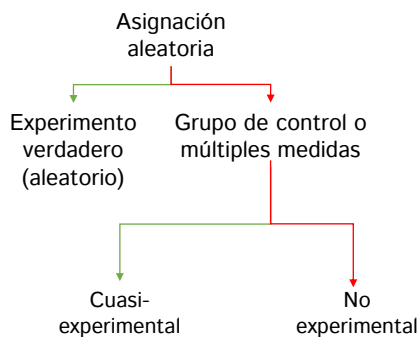 Asignación
aleatoria
Experimento
verdadero
(aleatorio)
Grupo de control o
múltiples medidas
Cuasi-
experimental
No
experimental